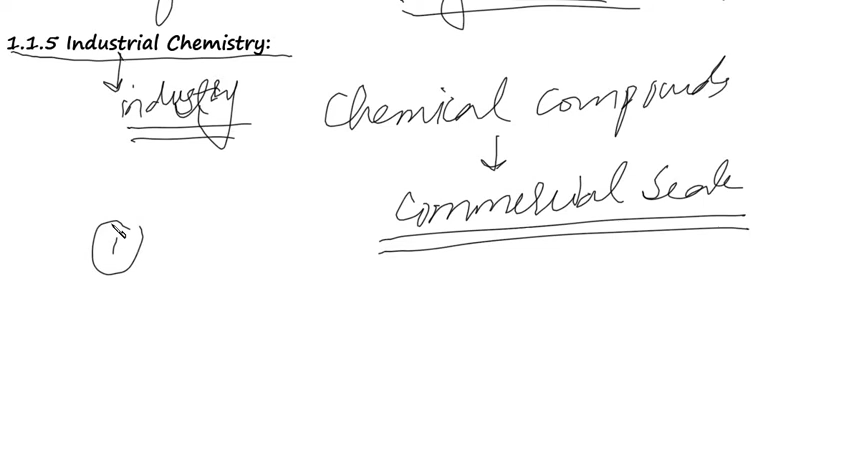 1.1.5 Industrial Chemistry:
industry
Chemical compounds
commercial scale
1